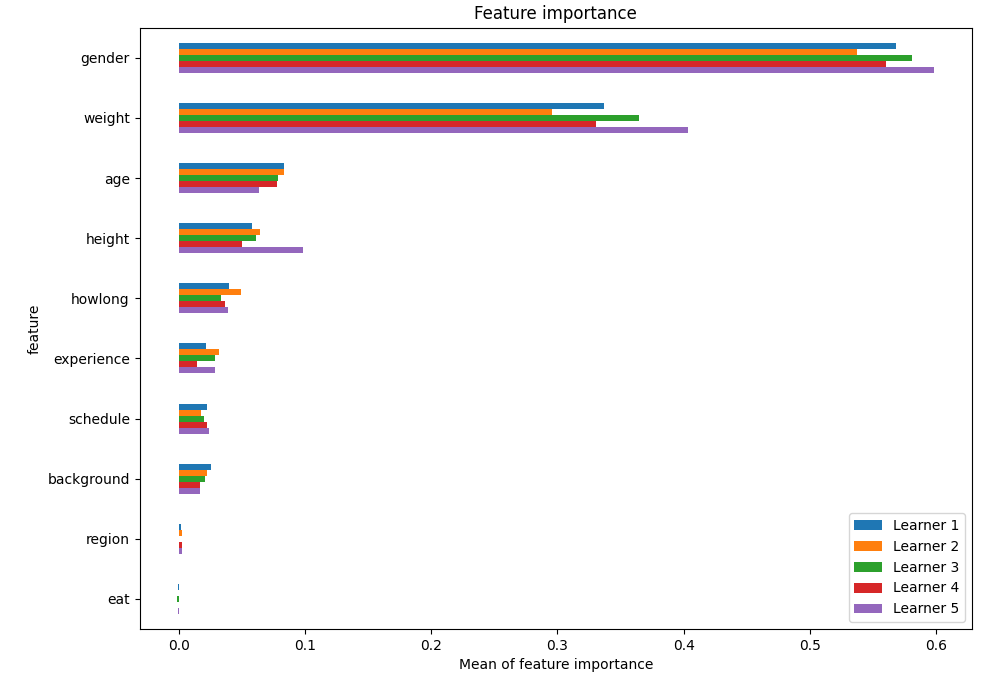 Feature importance
gender
weight
age
height
howlong
experience
schedule
background
region
eat
feature
0.0 0.1 0.2 0.3 0.4 0.5 0.6
Mean of feature importance
Learner 1
Learner 2
Learner 3
Learner 4
Learner 5